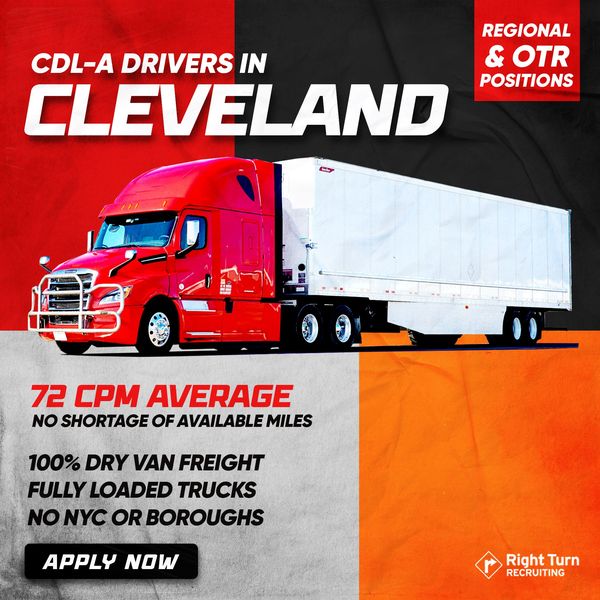 REGIONAL
& OTR
POSITIONS
CDL-A DRIVERS IN
CLEVELAND
72 CPM AVERAGE
NO SHORTAGE OF AVAILABLE MILES
100% DRY VAN FREIGHT
FULLY LOADED TRUCKS
NO NYC OR BOROUGHS
APPLY NOW
Right Turn
RECRUITING